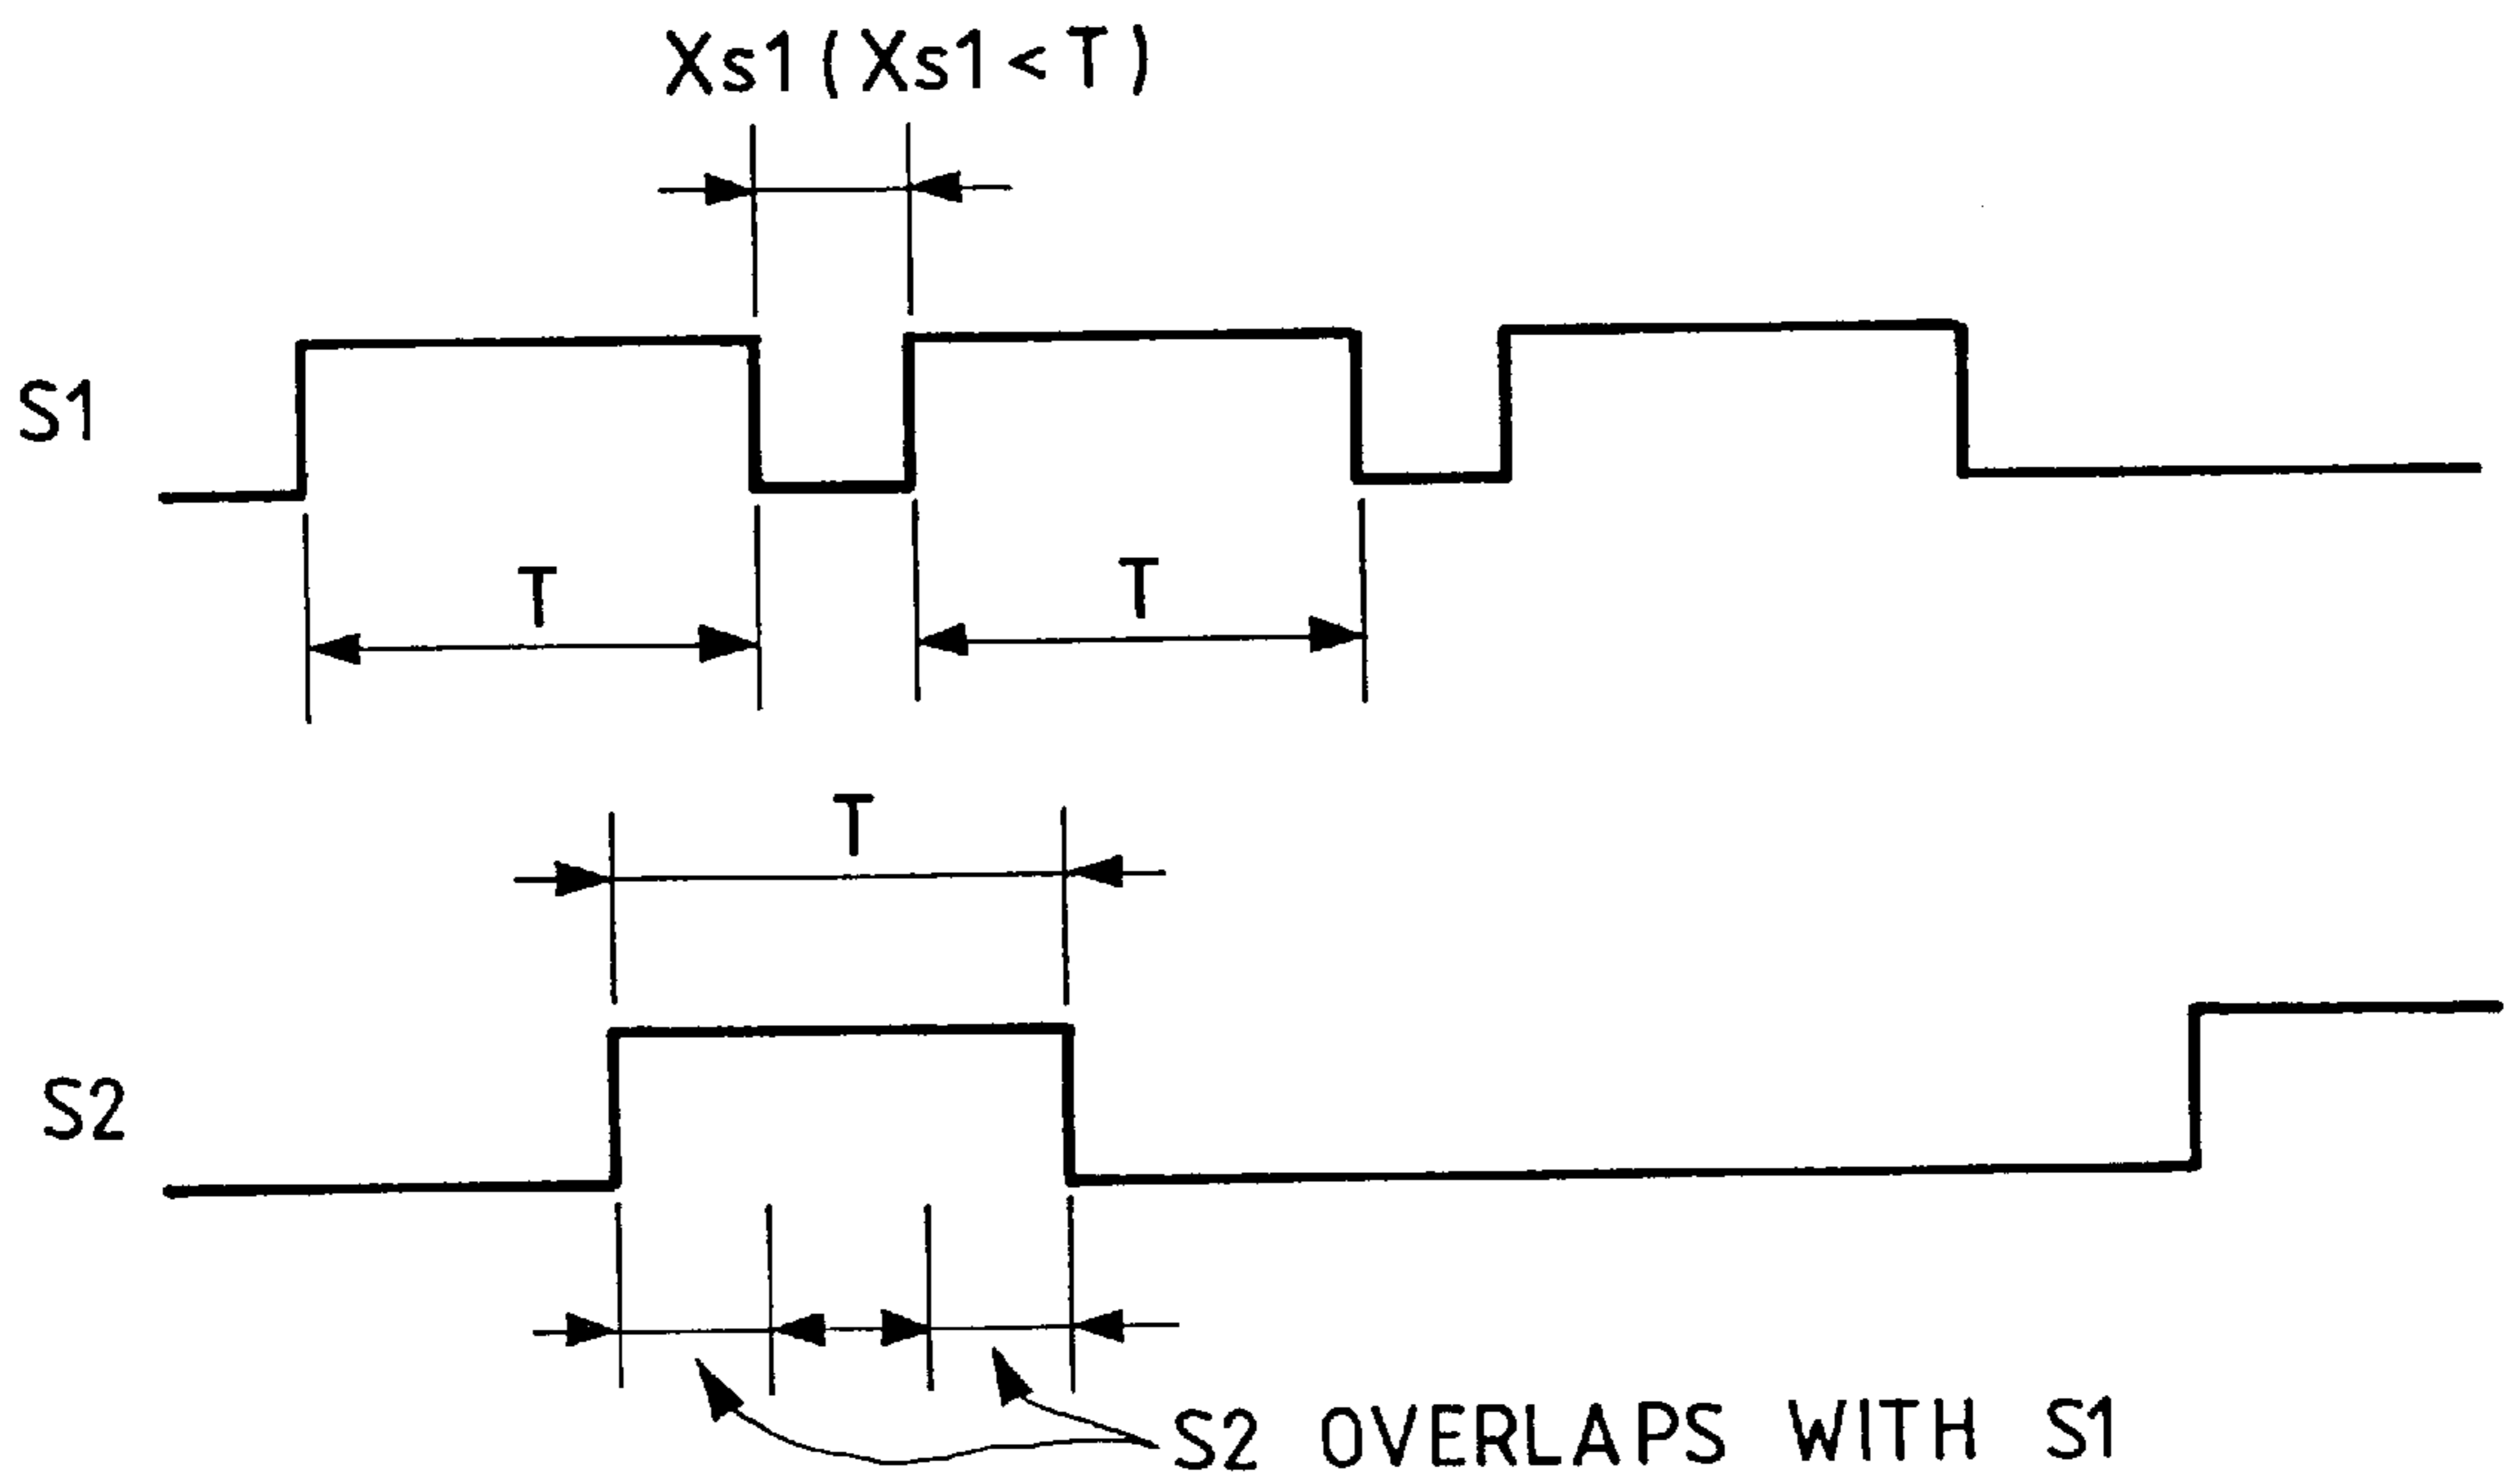 Xs1(Xs1<T)
S1
T
T
T
S2
S2 OVERLAPS WITH S1